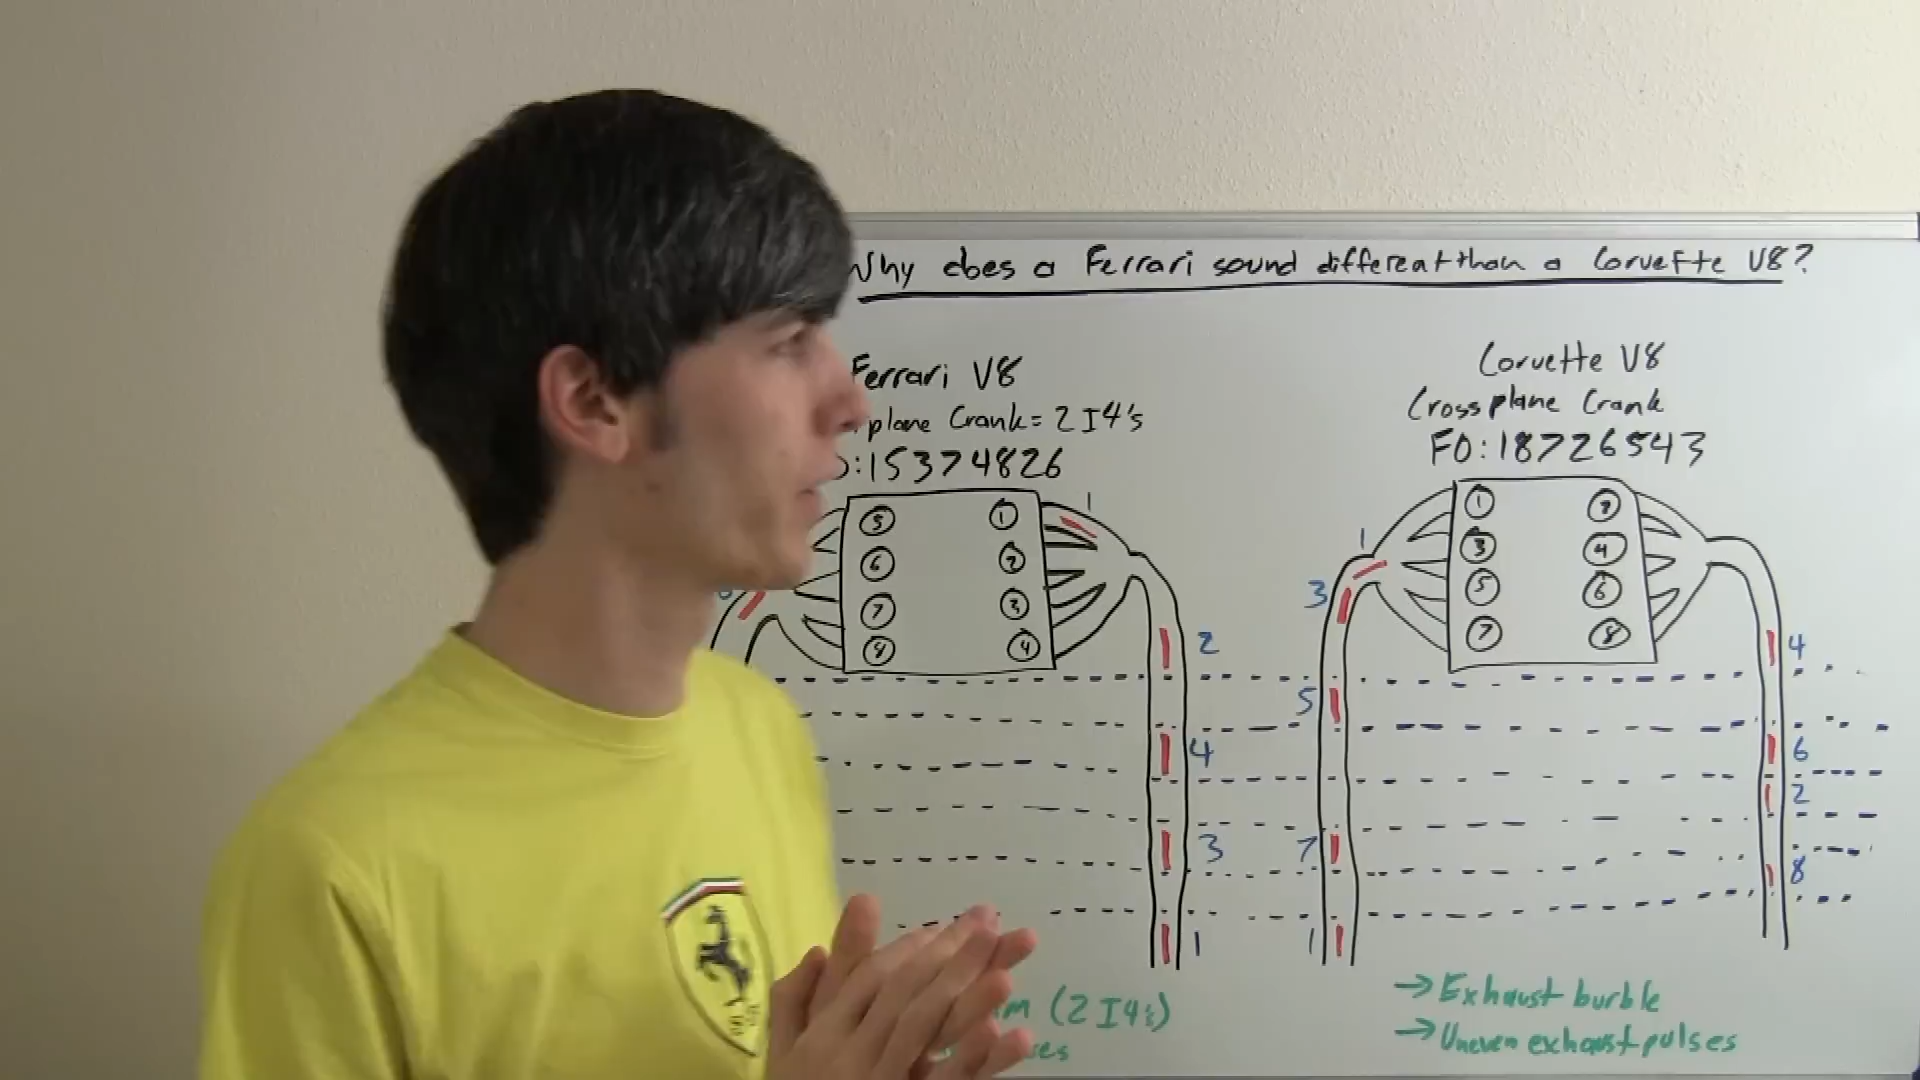 Why does a Ferrari sound different than a Corvette V8?
Ferrari V8
plane Crank = 2 I4's
:15374826
Corvette V8
Crossplane Crank
FO: 18726543
5 1
6 2
7 3
8 4
1
2
4
3
1
1 2
3 4
5 6
7 8
1
3
5
7
1
4
6
2
8
(2 I4's)
→ Exhaust burble
→ Uneven exhaust pulses